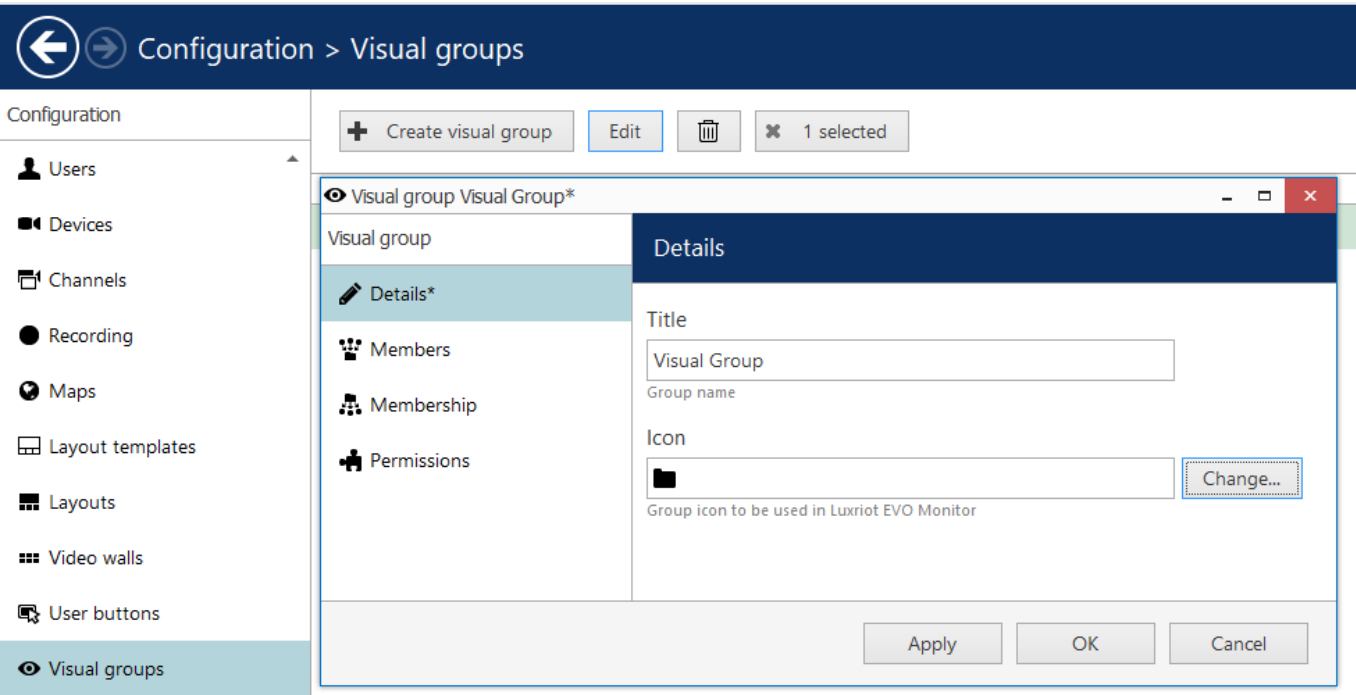 Configuration > Visual groups
Configuration
Users
Devices
Channels
Recording
Maps
Layout templates
Layouts
Video walls
User buttons
Visual groups
Create visual group
Edit
1 selected
Visual group Visual Group*
Visual group
Details*
Members
Membership
Permissions
Details
Title
Visual Group
Group name
Icon
Change...
Group icon to be used in Luxriot EVO Monitor
Apply
OK
Cancel